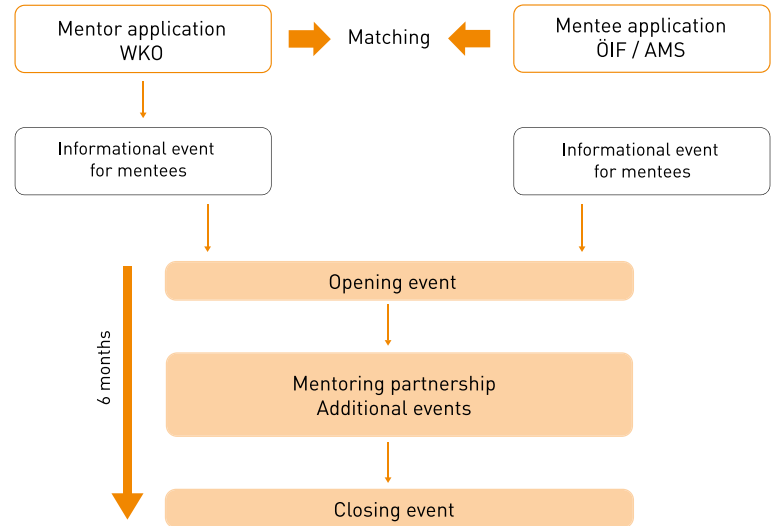 Mentor application
WKO
Matching
Mentee application
ÖIF / AMS
Informational event
for mentees
Informational event
for mentees
6 months
Opening event
Mentoring partnership
Additional events
Closing event